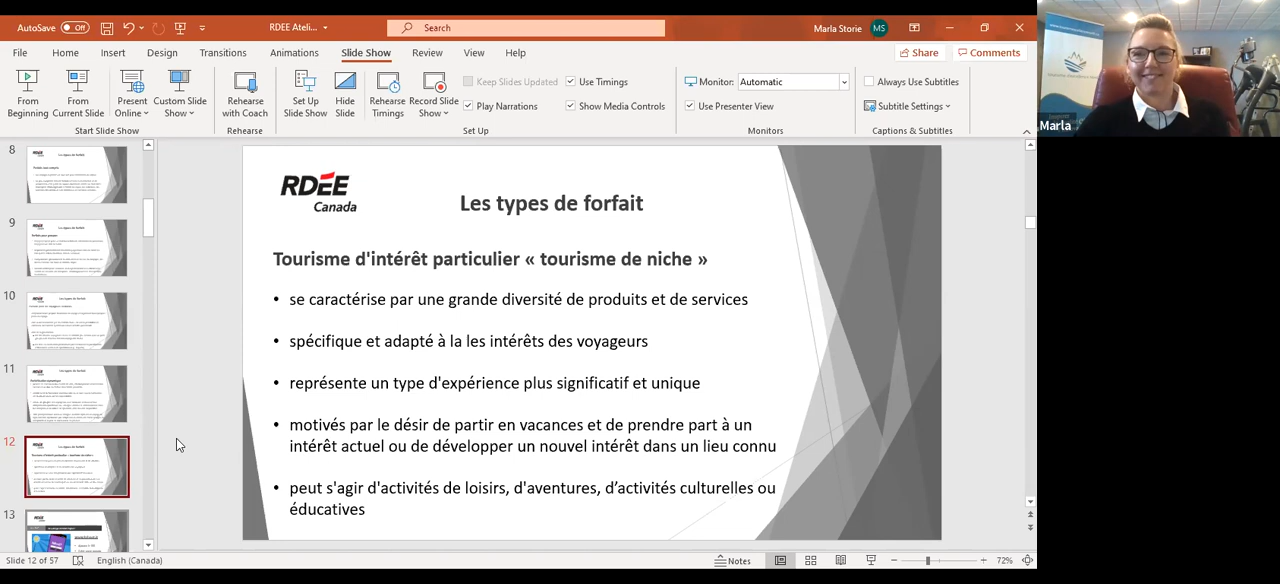 AutoSave Off
RDEE Ateli...
Search
Marla Storie MS
File Home Insert Design Transitions Animations Slide Show Review View Help
Share Comments
From Beginning
From Current Slide
Present Online
Custom Slide Show
Start Slide Show
Rehearse with Coach
Rehearse
Set Up Slide Show
Hide Slide
Rehearse Timings
Record Slide Show
Keep Slides Updated
Play Narrations
Use Timings
Show Media Controls
Set Up
Monitor: Automatic
Use Presenter View
Monitors
Always Use Subtitles
Subtitle Settings
Captions & Subtitles
Marla
8
9
10
11
12
13
RDÉE
Canada
Les types de forfait
Tourisme d'intérêt particulier « tourisme de niche »
• se caractérise par une grande diversité de produits et de services
• spécifique et adapté à la les intérêts des voyageurs
• représente un type d'expérience plus significatif et unique
• motivés par le désir de partir en vacances et de prendre part à un
intérêt actuel ou de développer un nouvel intérêt dans un lieu connu
• peut s'agir d'activités de loisirs, d'aventures, d'activités culturelles ou
éducatives
Slide 12 of 57
English (Canada)
Notes
72%